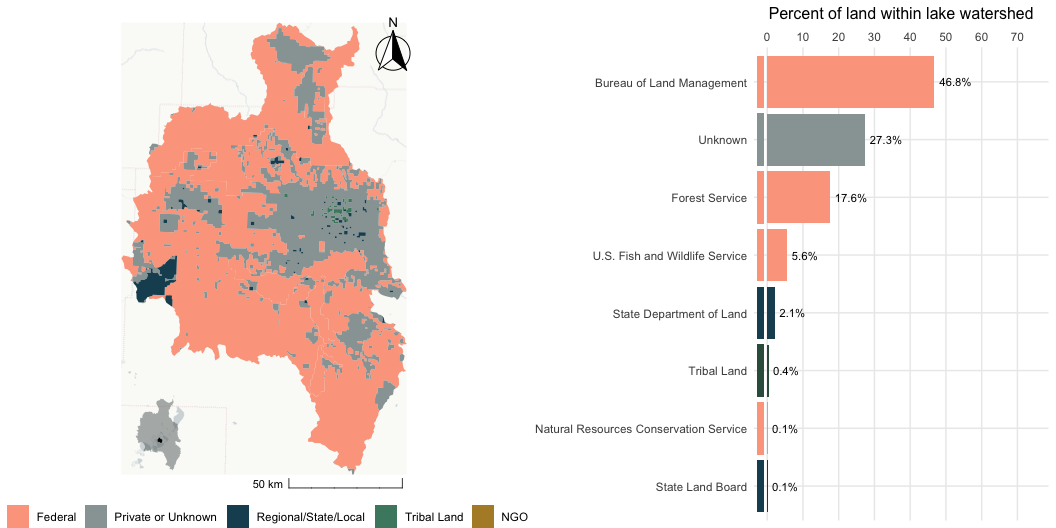 N
50 km
Federal
Private or Unknown
Regional/State/Local
Tribal Land
NGO
Percent of land within lake watershed
0 10 20 30 40 50 60 70
Bureau of Land Management 46.8%
Unknown 27.3%
Forest Service 17.6%
U.S. Fish and Wildlife Service 5.6%
State Department of Land 2.1%
Tribal Land 0.4%
Natural Resources Conservation Service 0.1%
State Land Board 0.1%